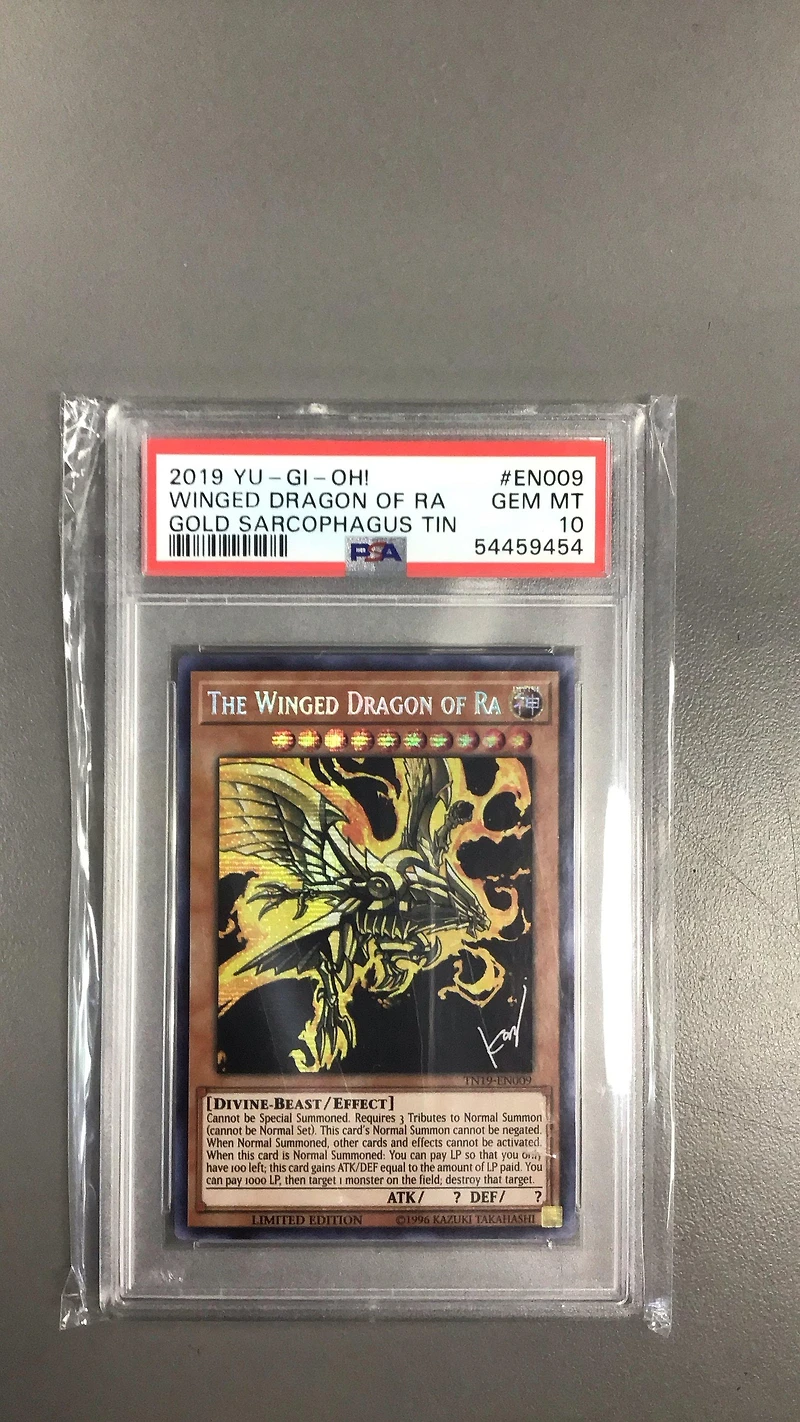 2019 YU-GI-OH! #EN009
WINGED DRAGON OF RA GEM MT
GOLD SARCOPHAGUS TIN 10
PSA 54459454
THE WINGED DRAGON OF RA
DIVINE
神
TN19-EN009
[DIVINE-BEAST/EFFECT]
Cannot be Special Summoned. Requires 3 Tributes to Normal Summon
(cannot be Normal Set). This card's Normal Summon cannot be negated.
When Normal Summoned, other cards and effects cannot be activated.
When this card is Normal Summoned: You can pay LP so that you only
have 100 left; this card gains ATK/DEF equal to the amount of LP paid. You
can pay 1000 LP, then target 1 monster on the field; destroy that target.
ATK/ ? DEF/ ?
LIMITED EDITION ©1996 KAZUKI TAKAHASHI